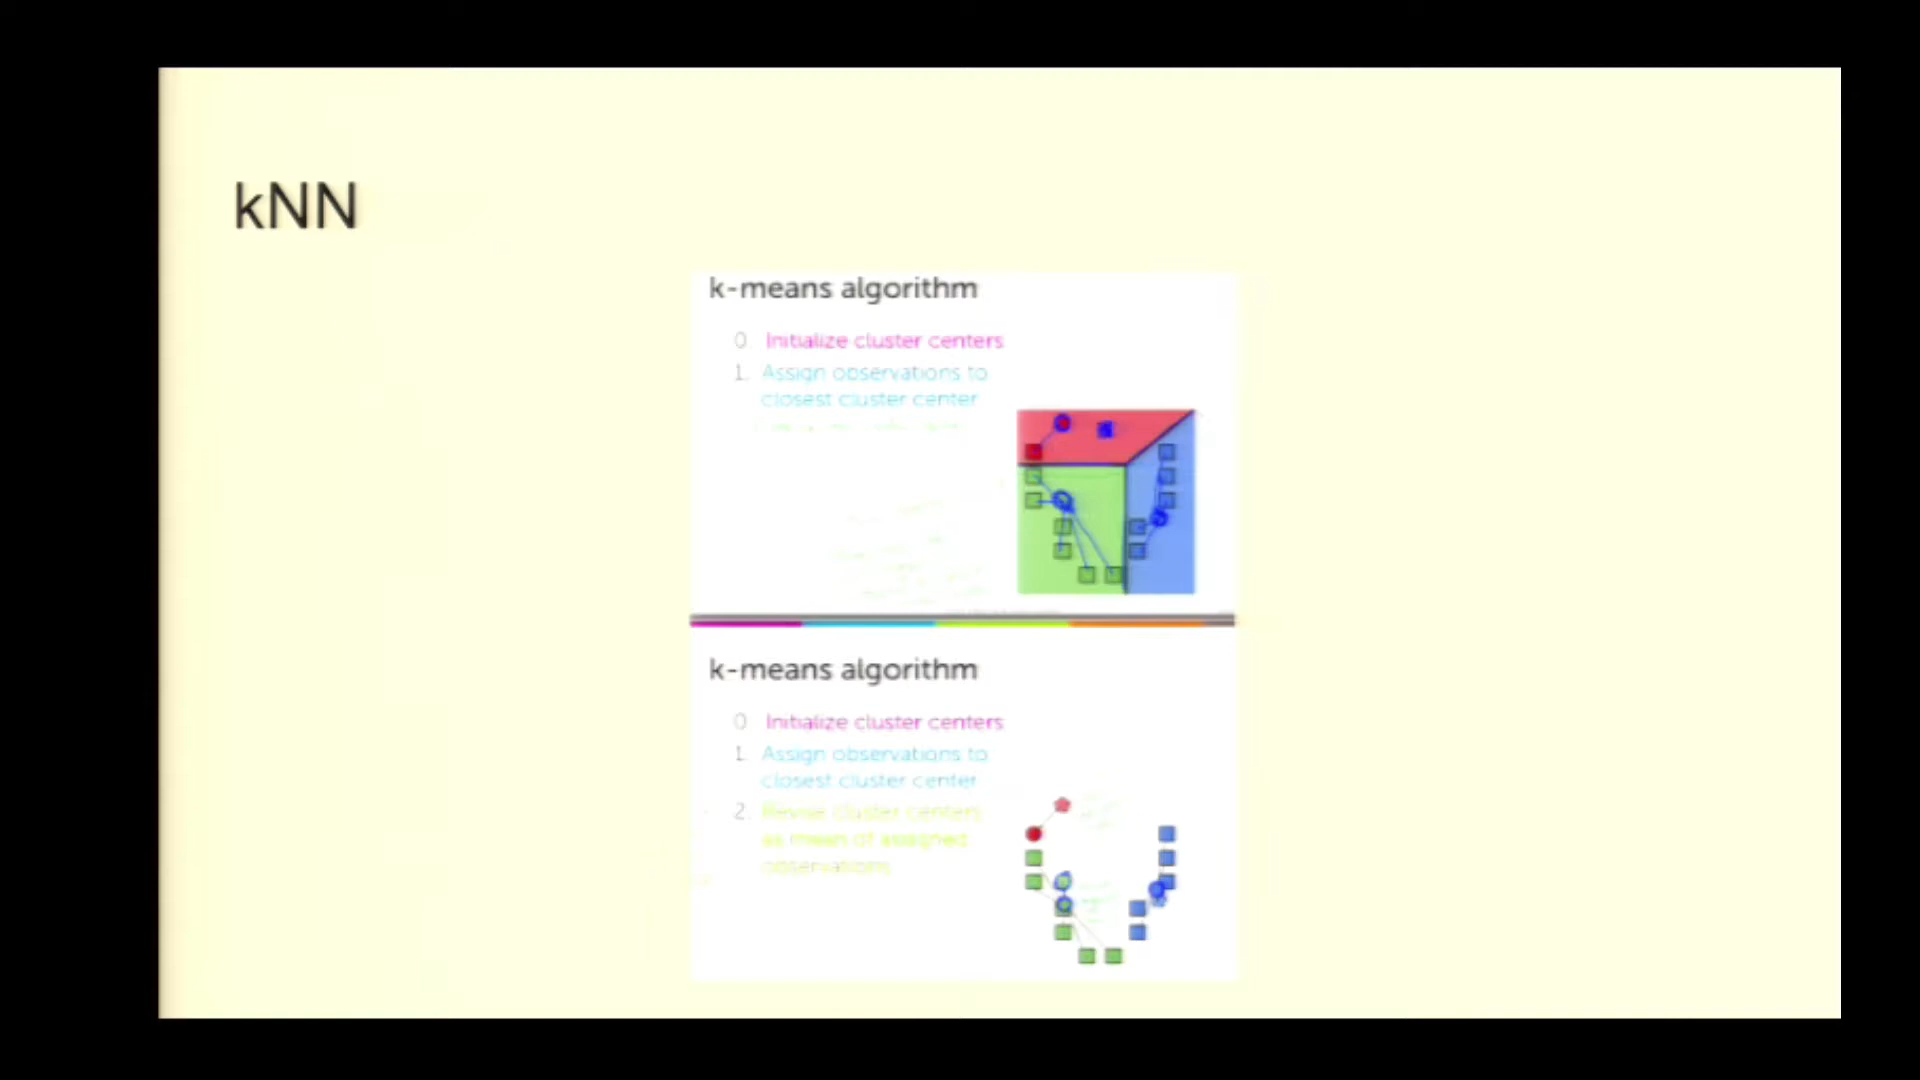 kNN
k-means algorithm
0. Initialize cluster centers
1. Assign observations to
closest cluster center
k-means algorithm
0 Initialize cluster centers
1. Assign observations to
closest cluster center
2. Revise cluster centers
as mean of assigned
observations